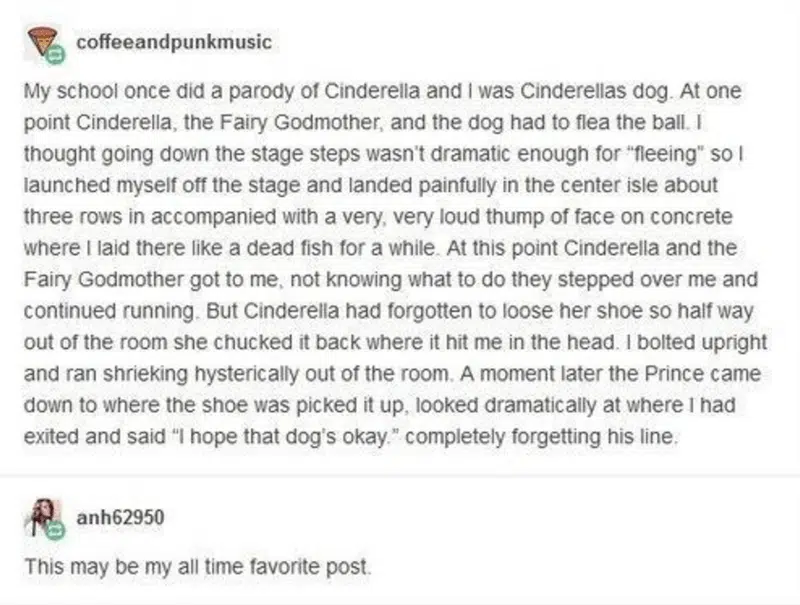 coffeeandpunkmusic
My school once did a parody of Cinderella and I was Cinderellas dog. At one
point Cinderella, the Fairy Godmother, and the dog had to flea the ball. I
thought going down the stage steps wasn't dramatic enough for "fleeing" so I
launched myself off the stage and landed painfully in the center isle about
three rows in accompanied with a very, very loud thump of face on concrete
where I laid there like a dead fish for a while. At this point Cinderella and the
Fairy Godmother got to me, not knowing what to do they stepped over me and
continued running. But Cinderella had forgotten to loose her shoe so half way
out of the room she chucked it back where it hit me in the head. I bolted upright
and ran shrieking hysterically out of the room. A moment later the Prince came
down to where the shoe was picked it up, looked dramatically at where I had
exited and said "I hope that dog's okay." completely forgetting his line.
anh62950
This may be my all time favorite post.